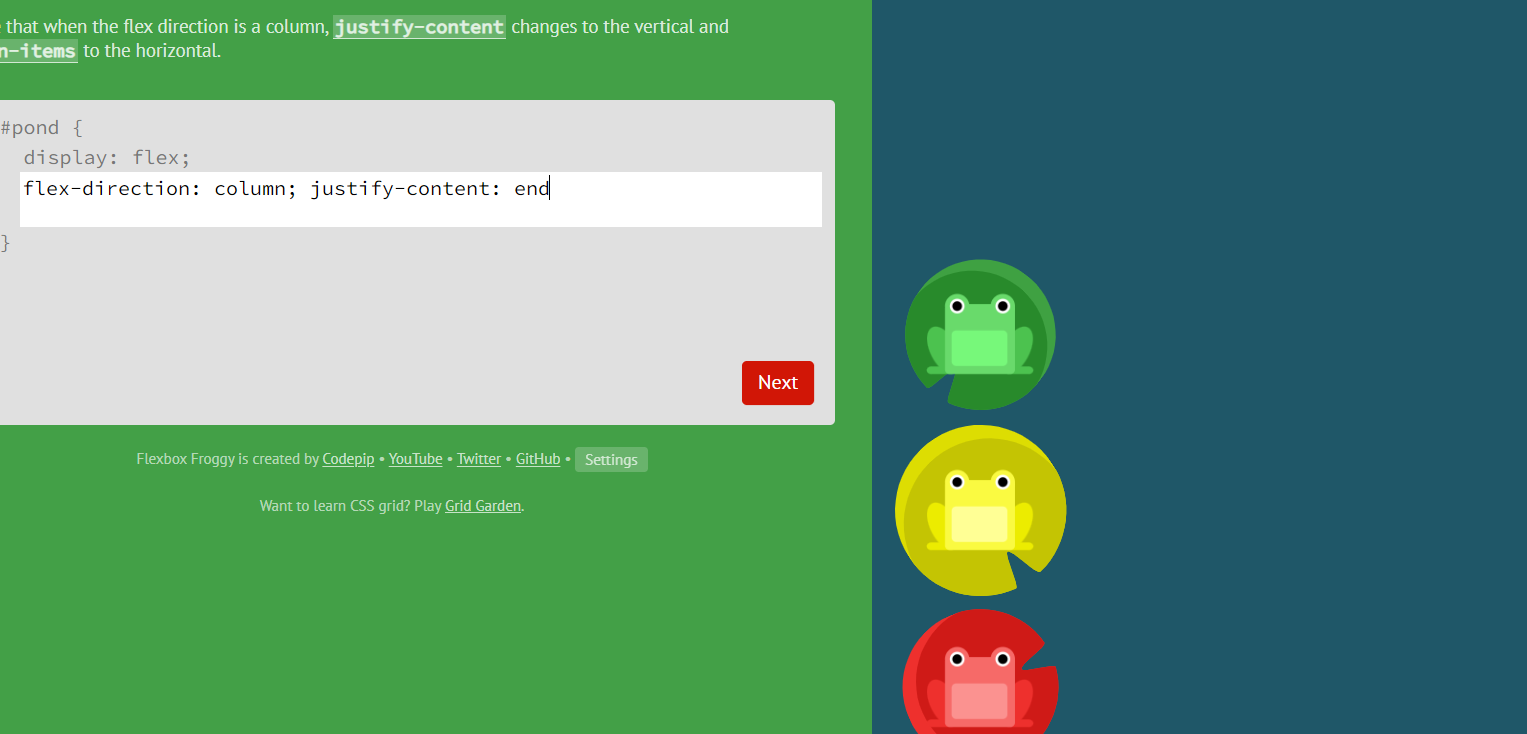 that when the flex direction is a column, justify-content changes to the vertical and
n-items to the horizontal.
#pond {
display: flex;
flex-direction: column; justify-content: end
}
Next
Flexbox Froggy is created by Codepip • YouTube • Twitter • GitHub • Settings
Want to learn CSS grid? Play Grid Garden.